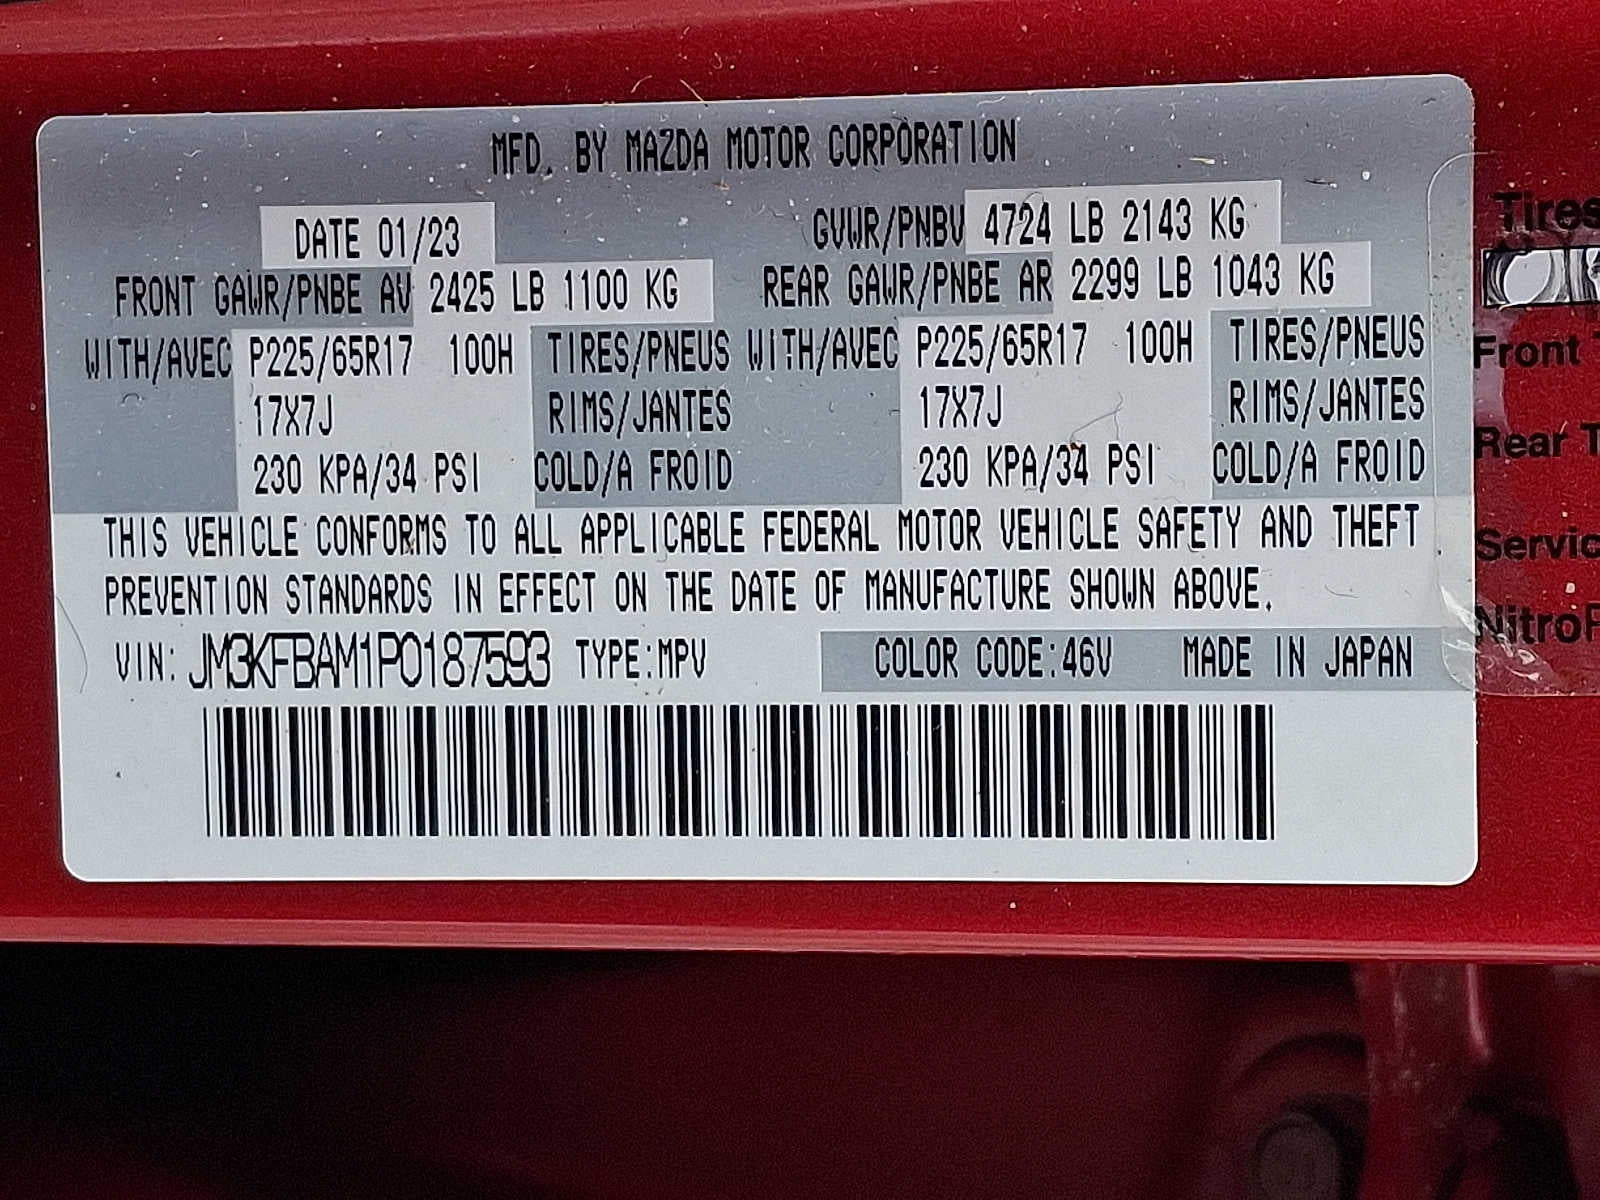 MFD. BY MAZDA MOTOR CORPORATION
DATE 01/23 GVWR/PNBV 4724 LB 2143 KG
FRONT GAWR/PNBE AV 2425 LB 1100 KG REAR GAWR/PNBE AR 2299 LB 1043 KG
WITH/AVEC P225/65R17 100H TIRES/PNEUS WITH/AVEC P225/65R17 100H TIRES/PNEUS
17X7J RIMS/JANTES 17X7J RIMS/JANTES
230 KPA/34 PSI COLD/A FROID 230 KPA/34 PSI COLD/A FROID
THIS VEHICLE CONFORMS TO ALL APPLICABLE FEDERAL MOTOR VEHICLE SAFETY AND THEFT
PREVENTION STANDARDS IN EFFECT ON THE DATE OF MANUFACTURE SHOWN ABOVE.
VIN: JM3KFBAM1P0187593 TYPE:MPV COLOR CODE:46V MADE IN JAPAN
Tires
Front
Rear